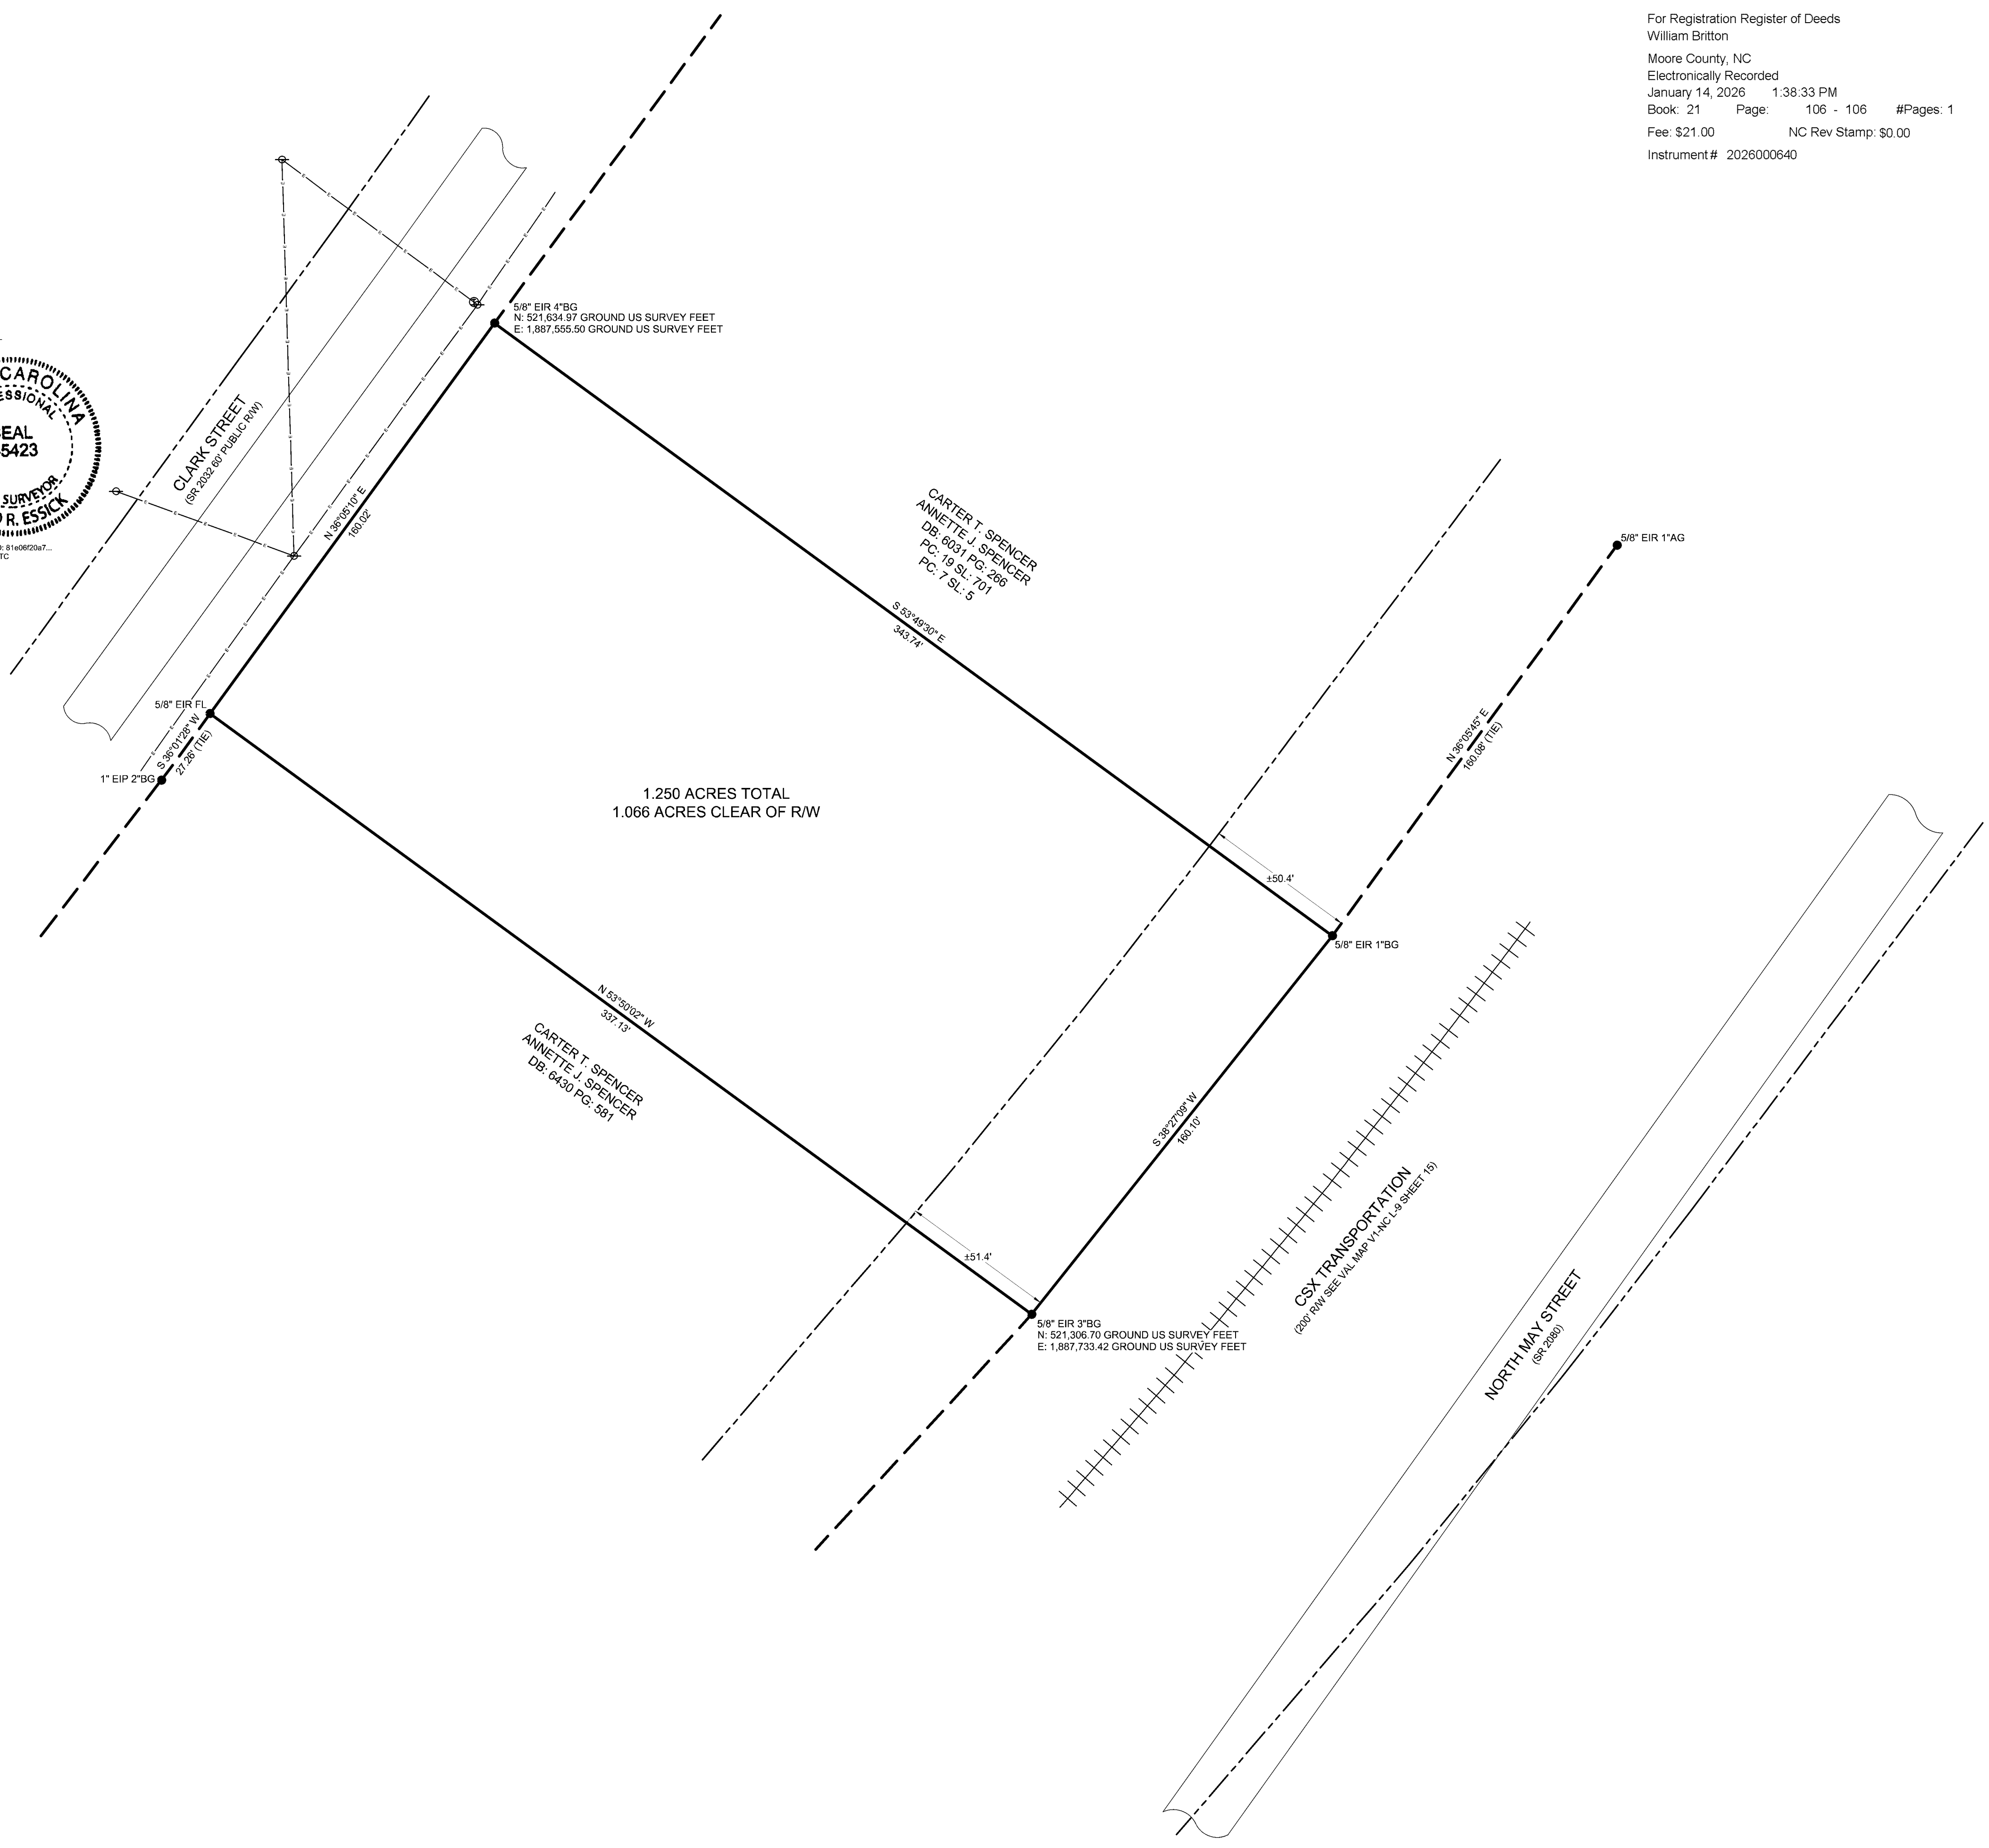 For Registration Register of Deeds
William Britton
Moore County, NC
Electronically Recorded
January 14, 2026 1:38:33 PM
Book: 21 Page: 106 - 106 #Pages: 1
Fee: $21.00 NC Rev Stamp: $0.00
Instrument # 2026000640
5/8" EIR 4"BG
N: 521,634.97 GROUND US SURVEY FEET
E: 1,887,555.50 GROUND US SURVEY FEET
CAROLINA
ESSIONAL
EAL
5423
SURVEYOR
R. ESSICK
: 81e06f20a7...
TC
CLARK STREET
(SR 2032 60' PUBLIC R/W)
N 36°05'10" E
160.02'
CARTER T. SPENCER
ANNETTE J. SPENCER
DB: 6031 PG: 266
PC: 19 SL: 701
PC: 7 SL: 5
S 53°49'30" E
343.74'
5/8" EIR 1"AG
N 36°05'45" E
160.08' (TIE)
5/8" EIR FL
S 36°01'28" W
27.26' (TIE)
1" EIP 2"BG
1.250 ACRES TOTAL
1.066 ACRES CLEAR OF R/W
±50.4'
5/8" EIR 1"BG
N 53°50'02" W
337.13'
CARTER T. SPENCER
ANNETTE J. SPENCER
DB: 6430 PG: 581
S 38°27'09" W
160.10'
±51.4'
5/8" EIR 3"BG
N: 521,306.70 GROUND US SURVEY FEET
E: 1,887,733.42 GROUND US SURVEY FEET
CSX TRANSPORTATION
(200' R/W SEE VAL MAP V1-NC L-9 SHEET 15)
NORTH MAY STREET
(SR 2080)